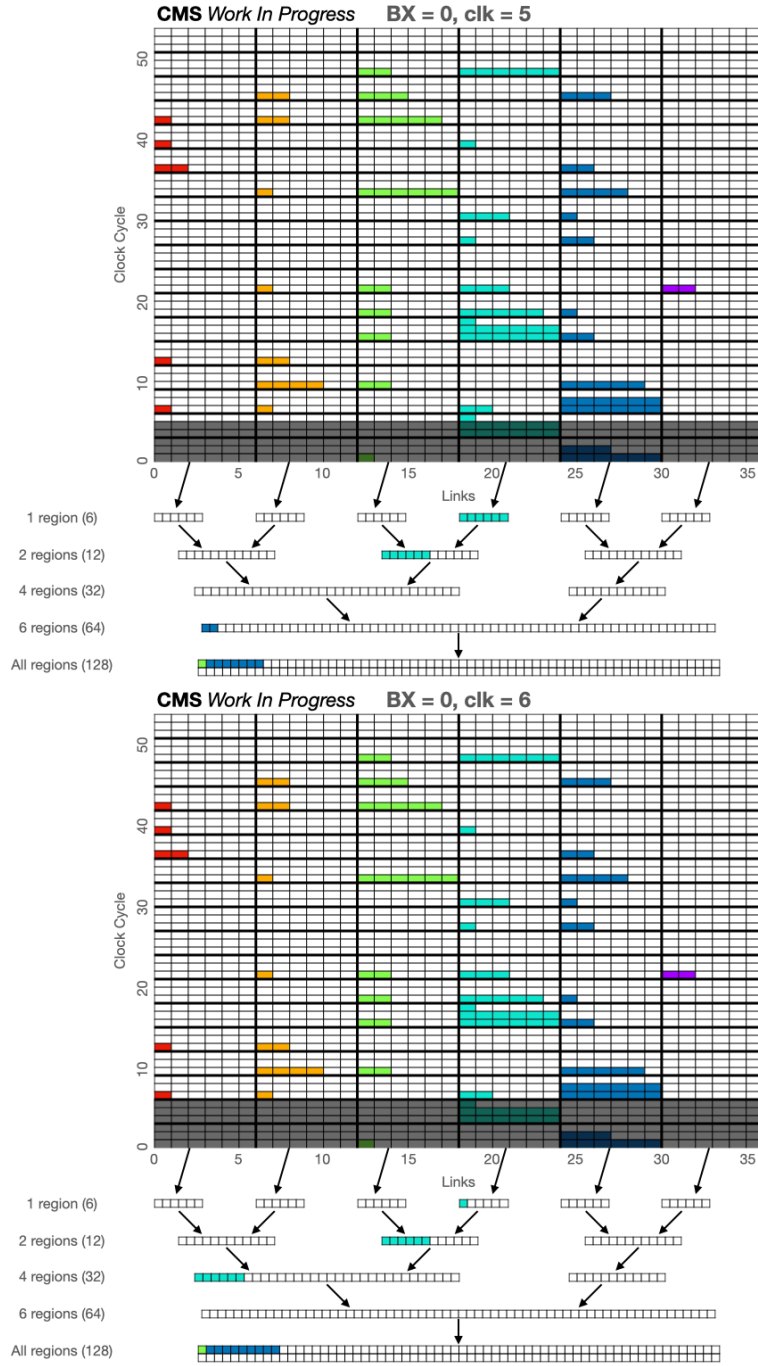 CMS Work In Progress BX = 0, clk = 5
50
40
30
20
10
0
Clock Cycle
0 5 10 15 20 25 30 35
Links
1 region (6)
2 regions (12)
4 regions (32)
6 regions (64)
All regions (128)
CMS Work In Progress BX = 0, clk = 6
50
40
30
20
10
0
Clock Cycle
0 5 10 15 20 25 30 35
Links
1 region (6)
2 regions (12)
4 regions (32)
6 regions (64)
All regions (128)